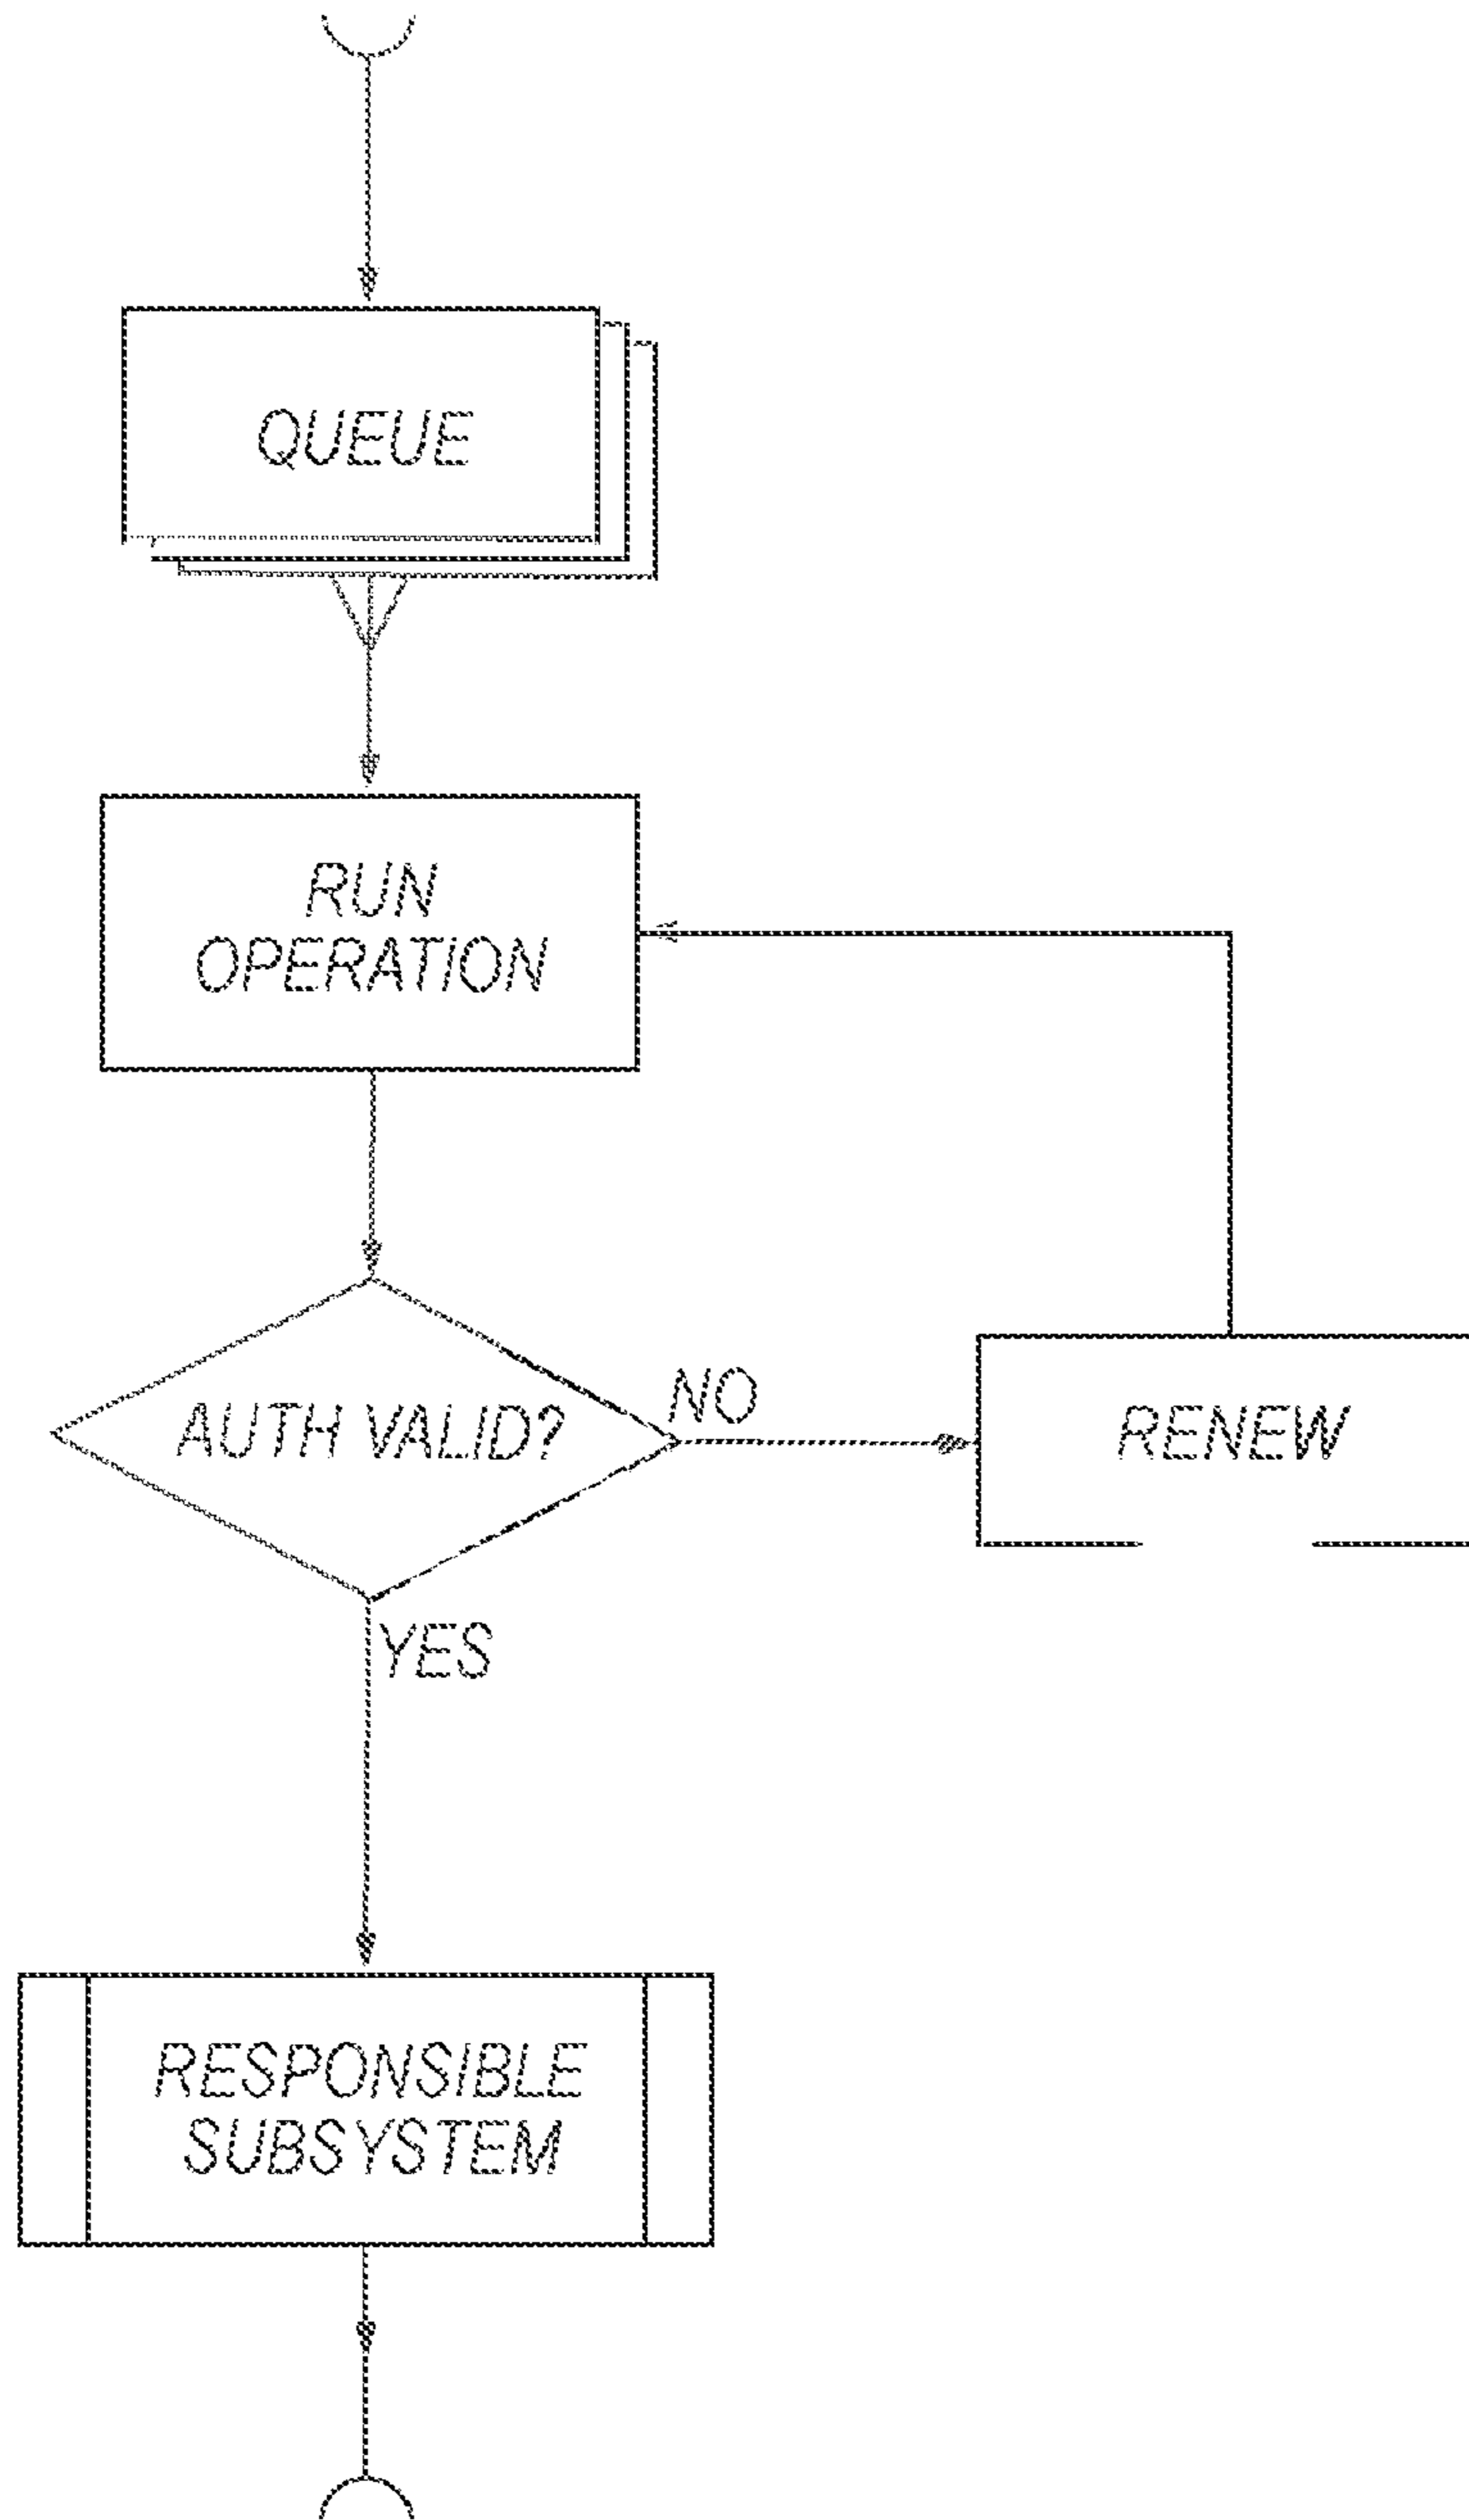 QUEUE
RUN
OPERATION
AUTH VALID?
NO
RENEW
YES
RESPONSIBLE
SUBSYSTEM